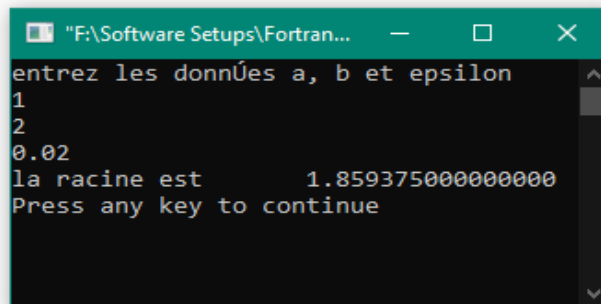 "F:\Software Setups\Fortran...
entrez les donnÚes a, b et epsilon
1
2
0.02
la racine est 1.859375000000000
Press any key to continue